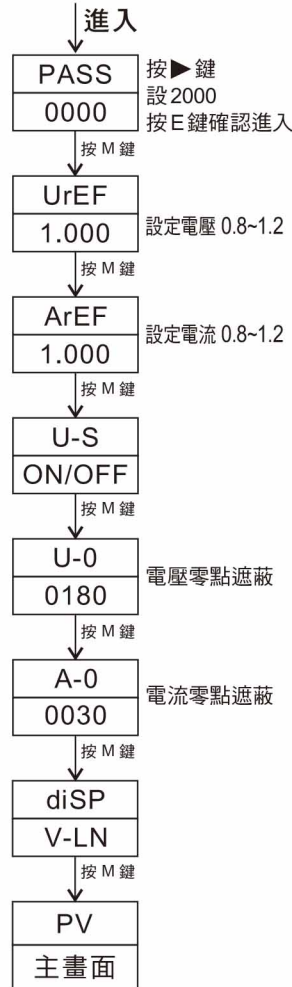 進入
PASS
0000
按▶鍵
設2000
按E鍵確認進入
按M鍵
UrEF
1.000
設定電壓 0.8~1.2
按M鍵
ArEF
1.000
設定電流 0.8~1.2
按M鍵
U-S
ON/OFF
按M鍵
U-0
0180
電壓零點遮蔽
按M鍵
A-0
0030
電流零點遮蔽
按M鍵
diSP
V-LN
按M鍵
PV
主畫面